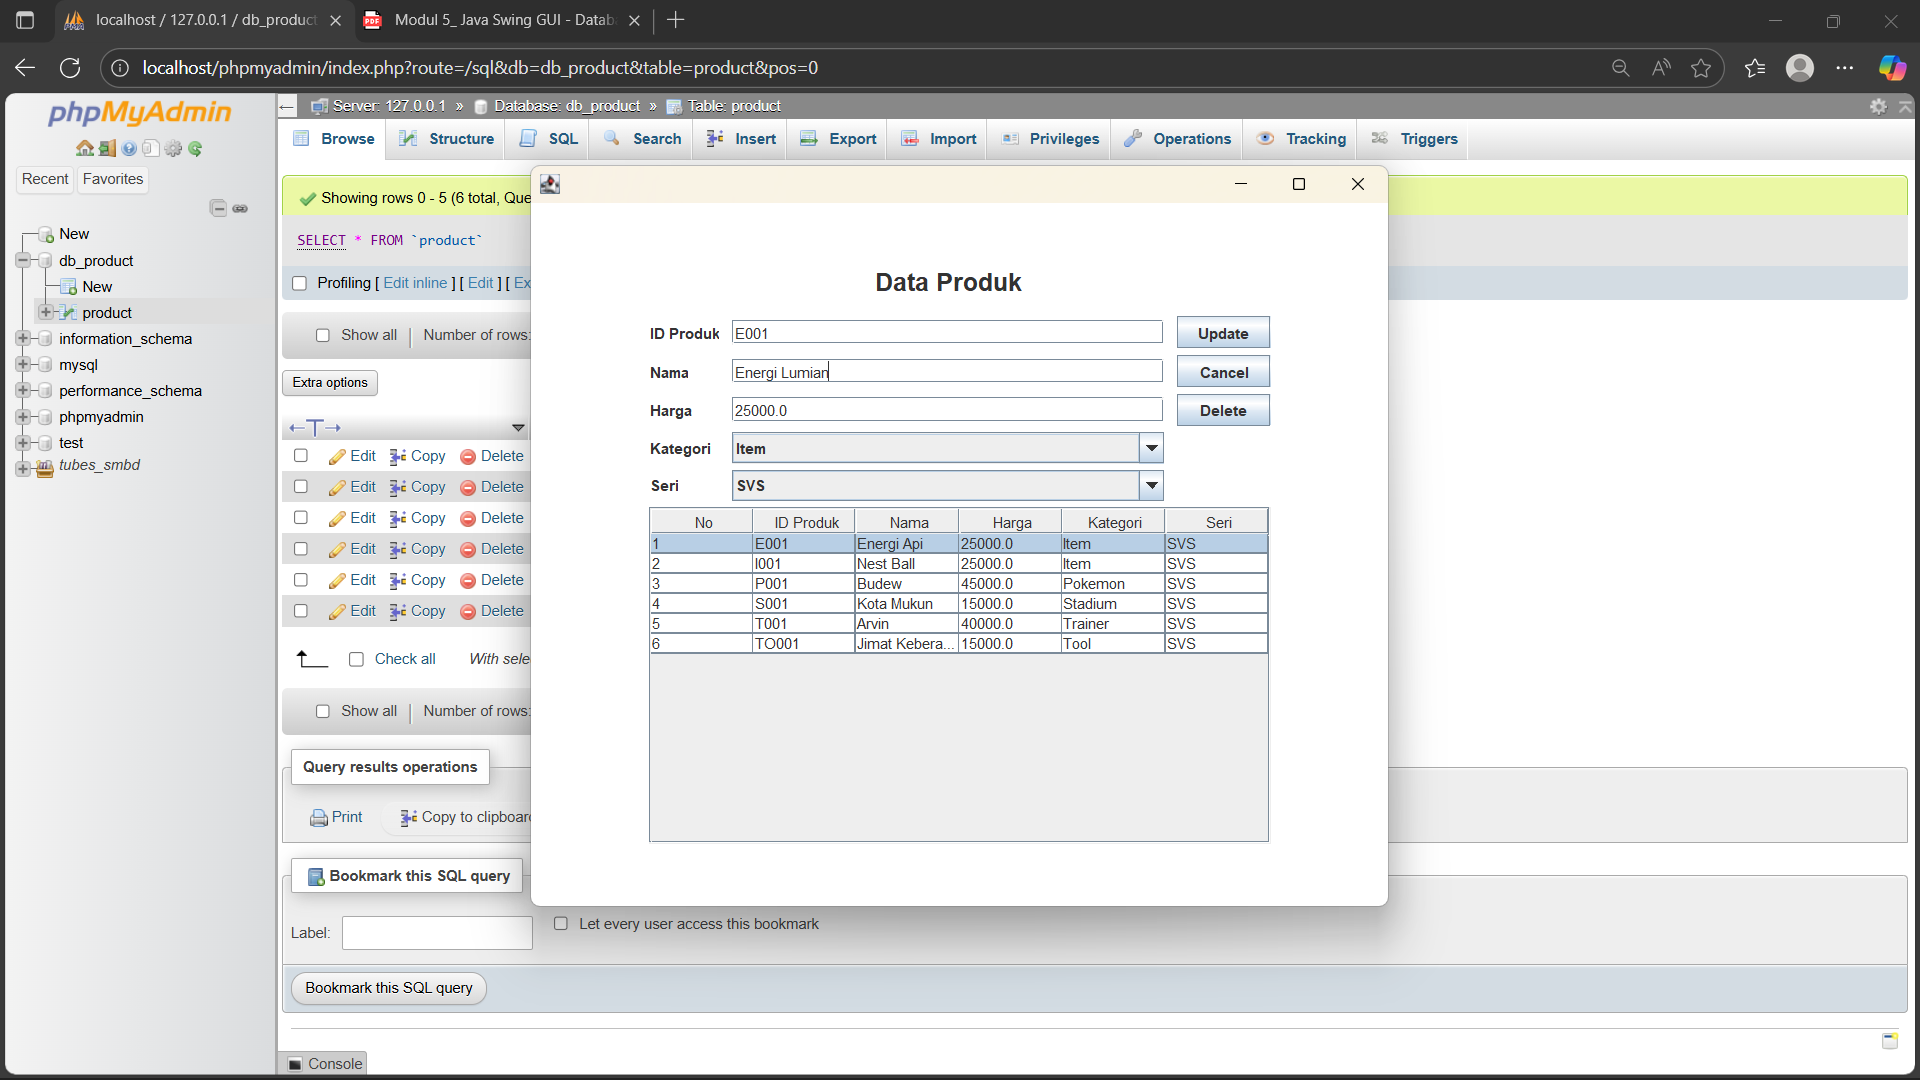 localhost / 127.0.0.1 / db_product
Modul 5_ Java Swing GUI - Datab
localhost/phpmyadmin/index.php?route=/sql&db=db_product&table=product&pos=0
phpMyAdmin
Recent
Favorites
New
db_product
New
product
information_schema
mysql
performance_schema
phpmyadmin
test
tubes_smbd
Server: 127.0.0.1 » Database: db_product » Table: product
Browse Structure SQL Search Insert Export Import Privileges Operations Tracking Triggers
Showing rows 0 - 5 (6 total, Que
SELECT * FROM `product`
Profiling [ Edit inline ] [ Edit ] [ Ex
Show all Number of rows:
Extra options
←T→
Edit Copy Delete
Edit Copy Delete
Edit Copy Delete
Edit Copy Delete
Edit Copy Delete
Edit Copy Delete
Check all With sele
Show all Number of rows:
Query results operations
Print Copy to clipboard
Bookmark this SQL query
Label:
Let every user access this bookmark
Bookmark this SQL query
Console
Data Produk
ID Produk E001 Update
Nama Energi Lumian Cancel
Harga 25000.0 Delete
Kategori Item
Seri SVS
No ID Produk Nama Harga Kategori Seri
1 E001 Energi Api 25000.0 Item SVS
2 I001 Nest Ball 25000.0 Item SVS
3 P001 Budew 45000.0 Pokemon SVS
4 S001 Kota Mukun 15000.0 Stadium SVS
5 T001 Arvin 40000.0 Trainer SVS
6 TO001 Jimat Kebera... 15000.0 Tool SVS